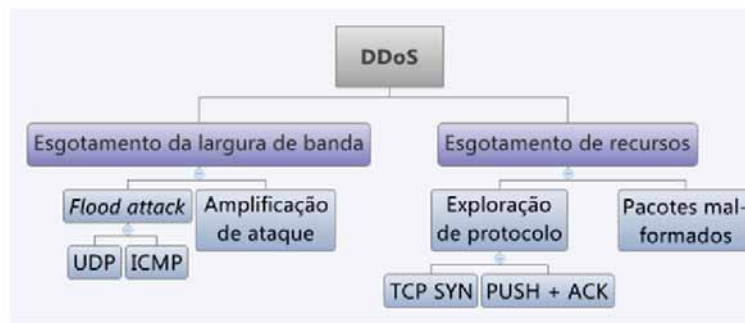 DDoS
Esgotamento da largura de banda
Esgotamento de recursos
Flood attack
Amplificação
de ataque
Exploração
de protocolo
Pacotes mal-
formados
UDP
ICMP
TCP SYN
PUSH + ACK